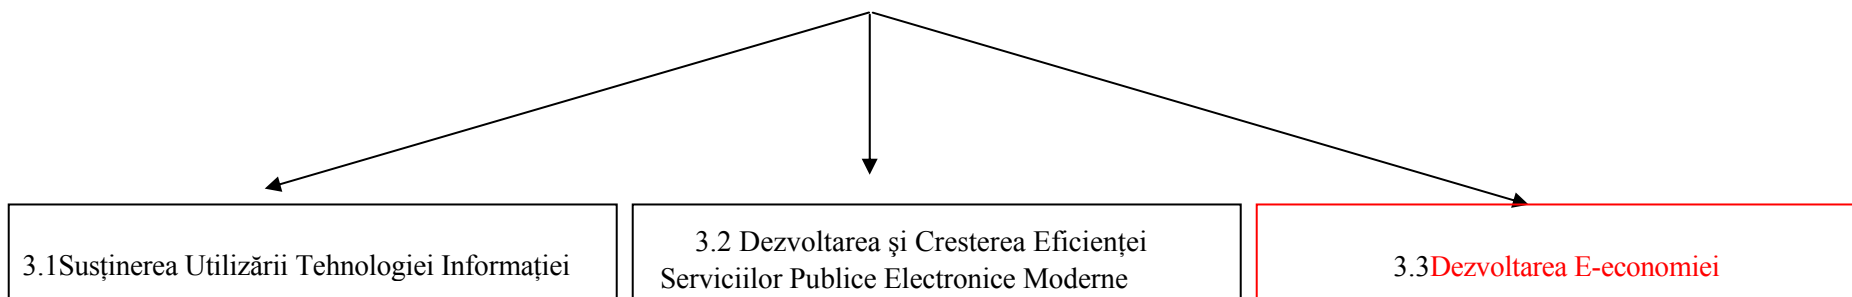 3.1Susținerea Utilizării Tehnologiei Informației
3.2 Dezvoltarea şi Cresterea Eficienței
Serviciilor Publice Electronice Moderne
3.3Dezvoltarea E-economiei